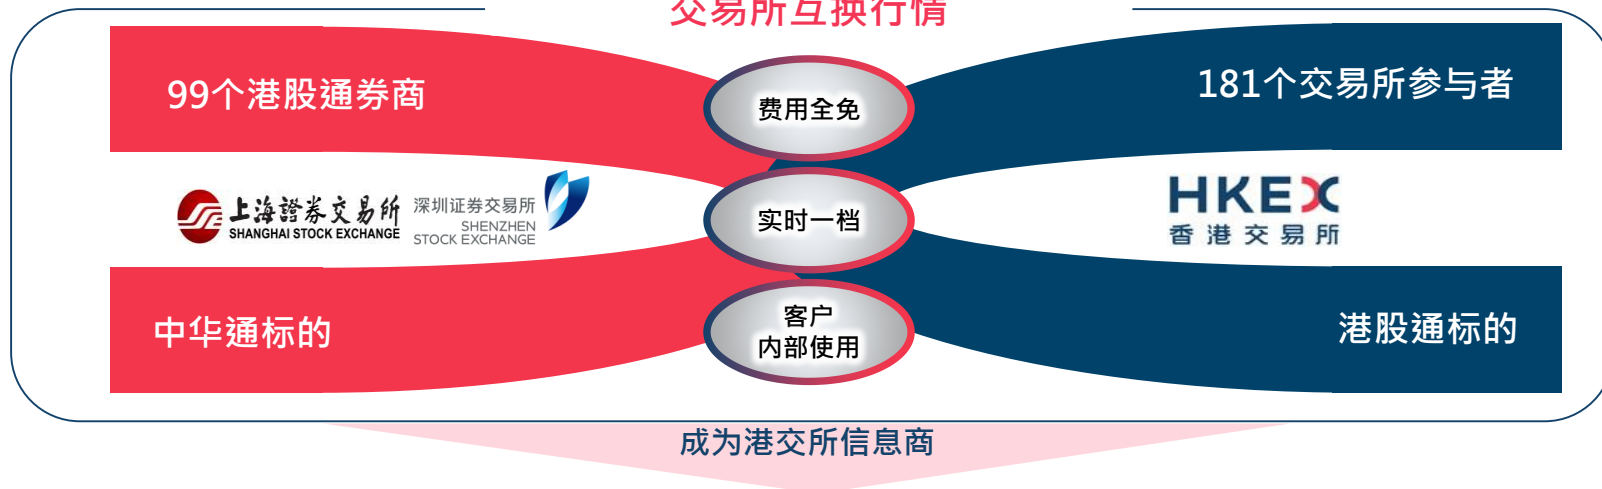 交易所互换行情
99个港股通券商
费用全免
181个交易所参与者
上海證券交易所
SHANGHAI STOCK EXCHANGE
深圳证券交易所
SHENZHEN
STOCK EXCHANGE
实时一档
HKEX
香港交易所
中华通标的
客户
内部使用
港股通标的
成为港交所信息商